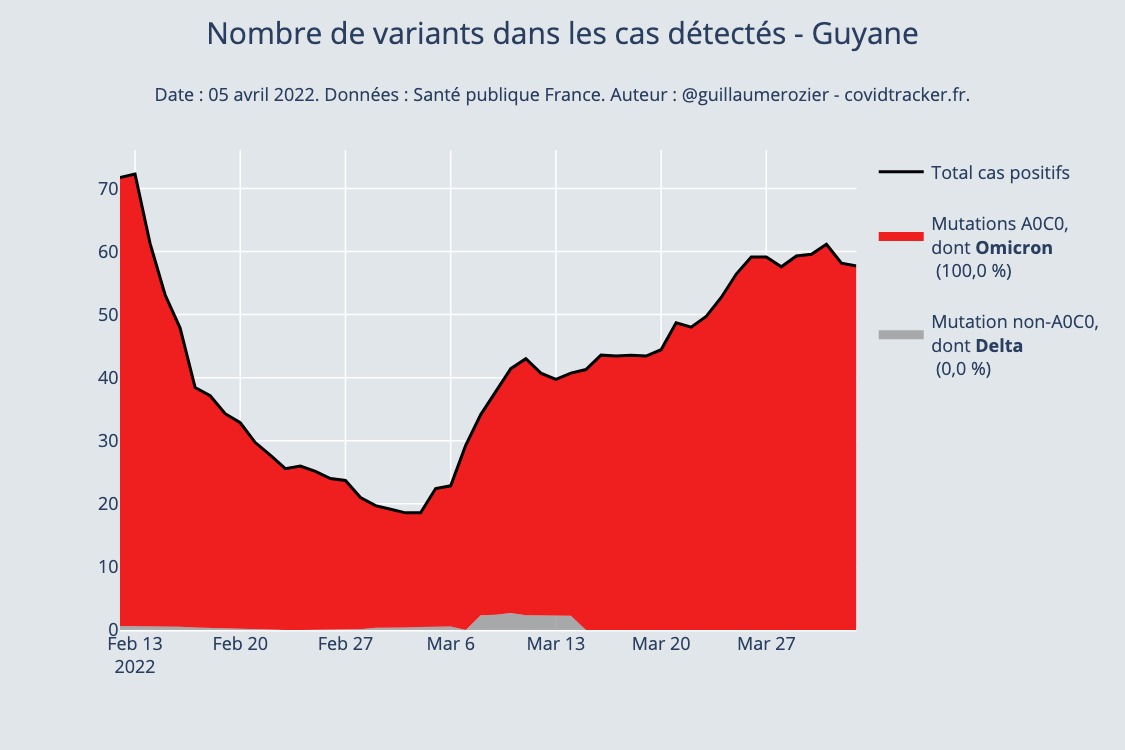 Nombre de variants dans les cas détectés - Guyane
Date : 05 avril 2022. Données : Santé publique France. Auteur : @guillaumerozier - covidtracker.fr.
70
60
50
40
30
20
10
0
Feb 13
2022
Feb 20
Feb 27
Mar 6
Mar 13
Mar 20
Mar 27
Total cas positifs
Mutations A0C0,
dont Omicron
(100,0 %)
Mutation non-A0C0,
dont Delta
(0,0 %)